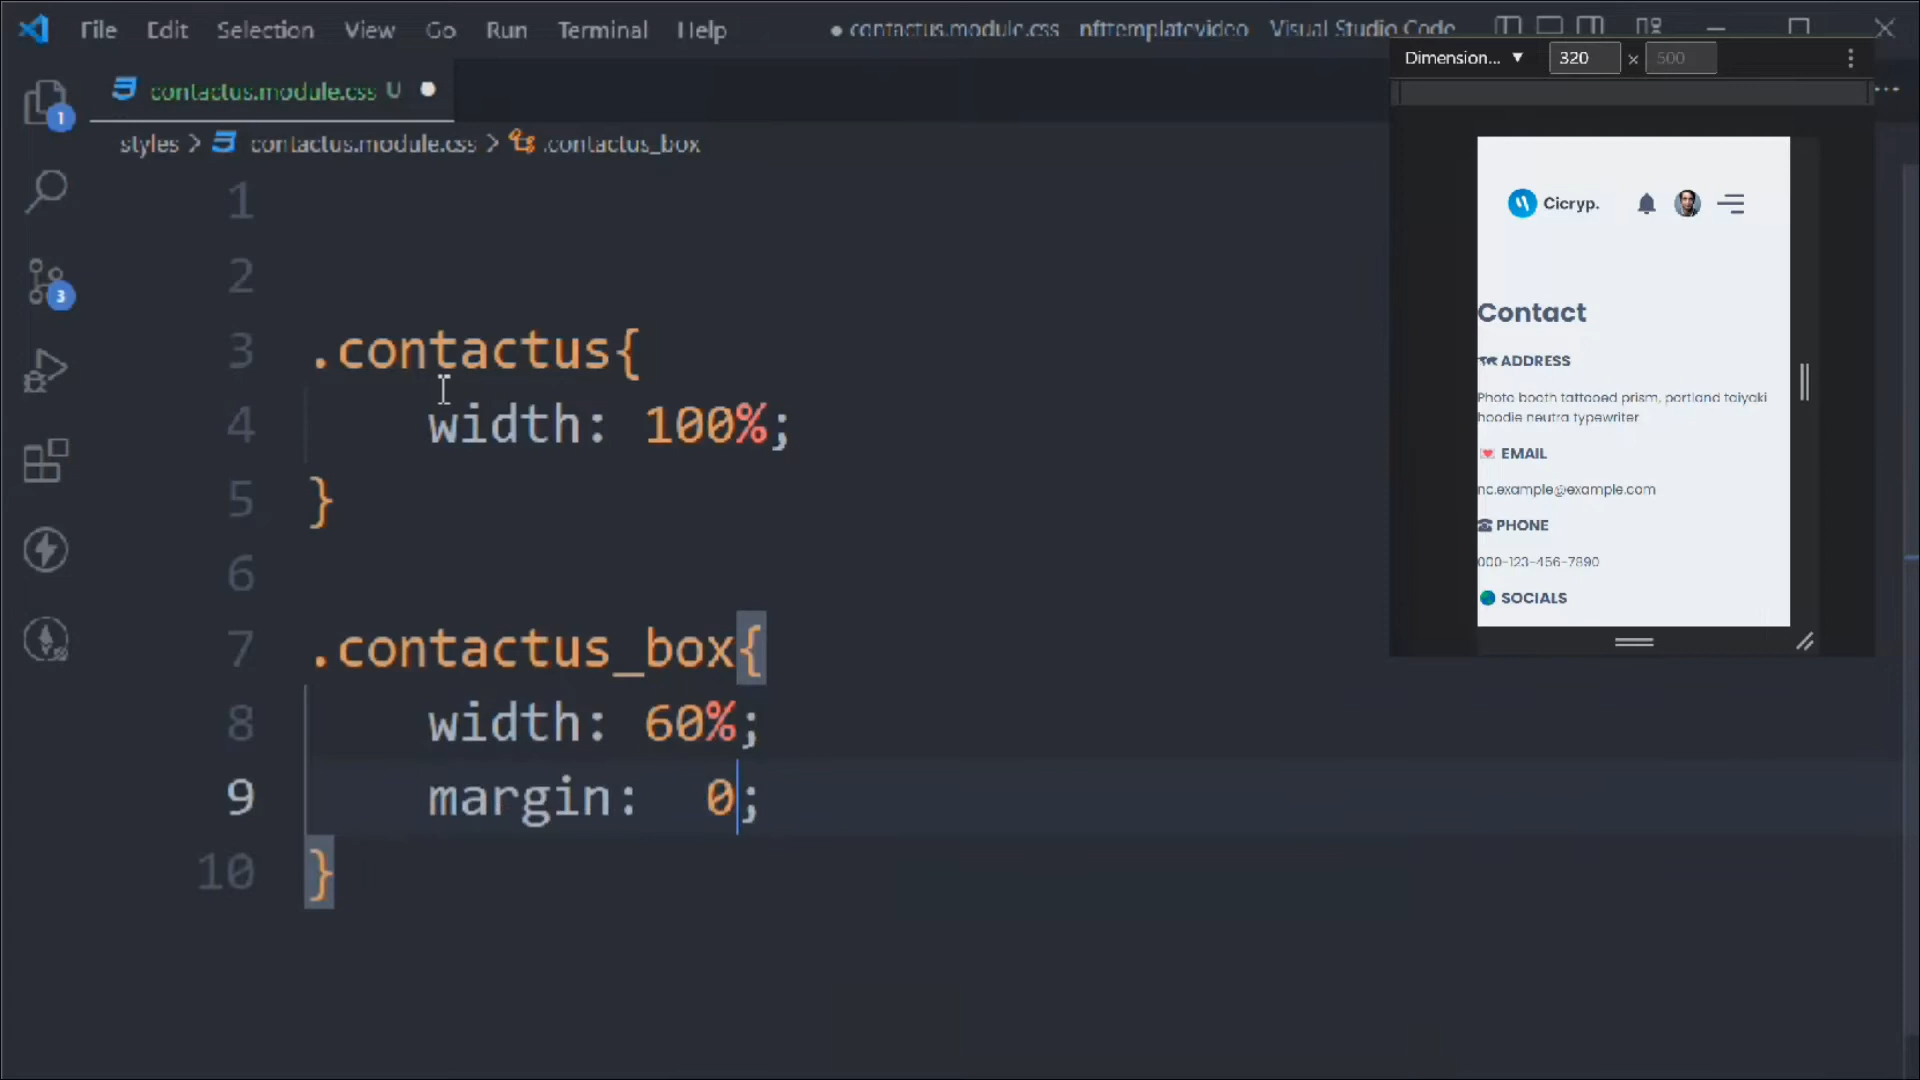 File Edit Selection View Go Run Terminal Help
● contactus.module.css nfttemplatevideo Visual Studio Code
Dimension... ▼ 320 × 500
contactus.module.css U
styles > contactus.module.css > .contactus_box
1
2
3 .contactus{
4 width: 100%;
5 }
6
7 .contactus_box{
8 width: 60%;
9 margin:  0;
10 }
1
3
Cicryp.
Contact
ADDRESS
Photo booth tattooed prism, portland taiyaki
hoodie neutra typewriter
EMAIL
nc.example@example.com
PHONE
000-123-456-7890
SOCIALS